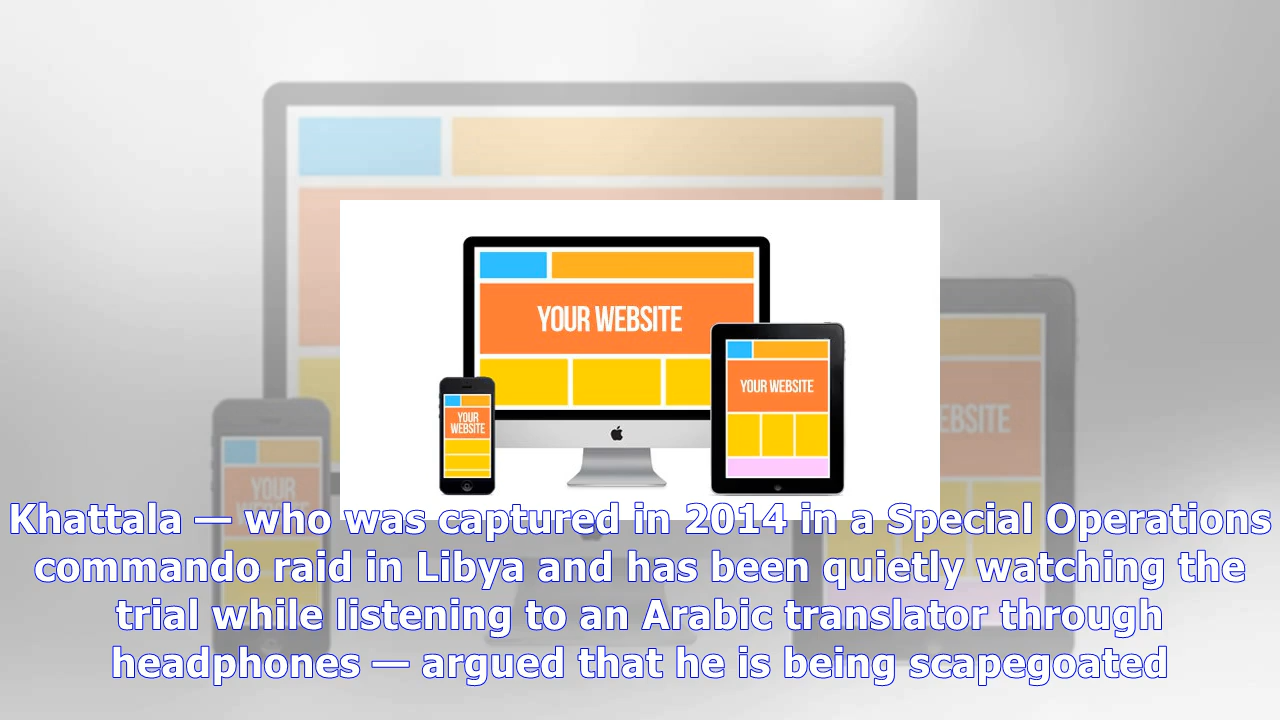 YOUR WEBSITE
YOUR WEBSITE
YOUR
WEBSITE
YOUR
EBSITE
Khattala — who was captured in 2014 in a Special Operations
commando raid in Libya and has been quietly watching the
trial while listening to an Arabic translator through
headphones — argued that he is being scapegoated